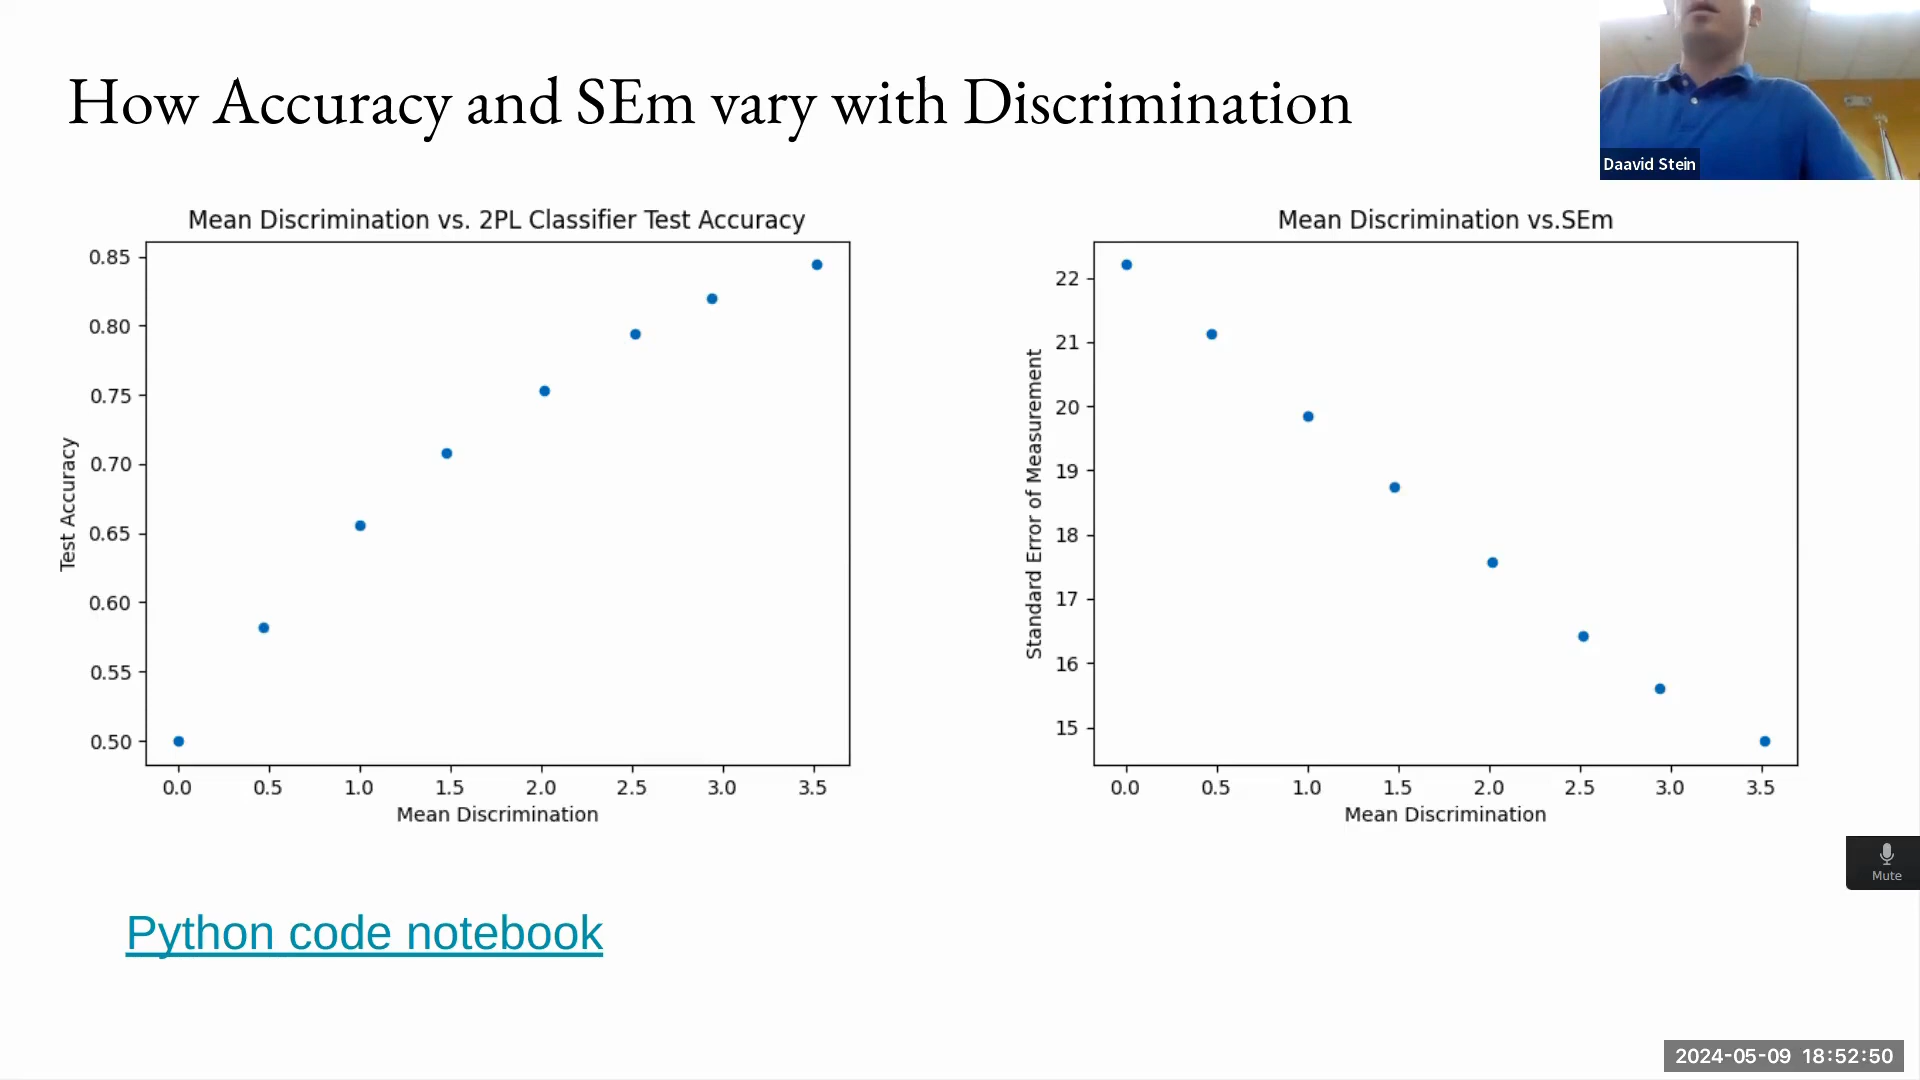 How Accuracy and SEm vary with Discrimination
Daavid Stein
Mean Discrimination vs. 2PL Classifier Test Accuracy
0.85
0.80
0.75
0.70
0.65
0.60
0.55
0.50
Test Accuracy
0.0 0.5 1.0 1.5 2.0 2.5 3.0 3.5
Mean Discrimination
Mean Discrimination vs.SEm
22
21
20
19
18
17
16
15
Standard Error of Measurement
0.0 0.5 1.0 1.5 2.0 2.5 3.0 3.5
Mean Discrimination
Mute
Python code notebook
2024-05-09 18:52:50